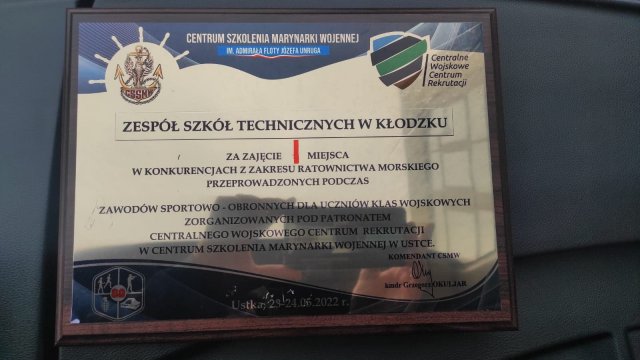 CENTRUM SZKOLENIA MARYNARKI WOJENNEJ
IM. ADMIRAŁA FLOTY JÓZEFA UNRUGA
CSSMW
Centralne
Wojskowe
Centrum
Rekrutacji
ZESPÓŁ SZKÓŁ TECHNICZNYCH W KŁODZKU
ZA ZAJĘCIE I MIEJSCA
W KONKURENCJACH Z ZAKRESU RATOWNICTWA MORSKIEGO
PRZEPROWADZONYCH PODCZAS
ZAWODÓW SPORTOWO - OBRONNYCH DLA UCZNIÓW KLAS WOJSKOWYCH
ZORGANIZOWANYCH POD PATRONATEM
CENTRALNEGO WOJSKOWEGO CENTRUM REKRUTACJI
W CENTRUM SZKOLENIA MARYNARKI WOJENNEJ W USTCE.
KOMENDANT CSMW
kmdr Grzegorz OKULJAR
Ustka, 23-24.05.2022 r.